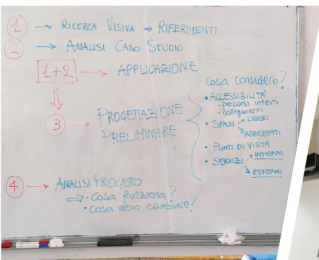 1 → RICERCA VISIVA → RIFERIMENTI
2 → ANALISI CASO STUDIO
[1+2] → APPLICAZIONE
3 → PROGETTAZIONE PRELIMINARE
Cosa considero?
• ACCESSIBILITÀ
percorsi interni
collegamenti
• SPAZI → LIBERI
→ ATTREZZATI
• PUNTI DI VISTA
• SERVIZI → INTERNI
→ ESTERNI
4 → ANALISI PROGETO
⇒ • Cosa funziona?
• Cosa devo cambiare?